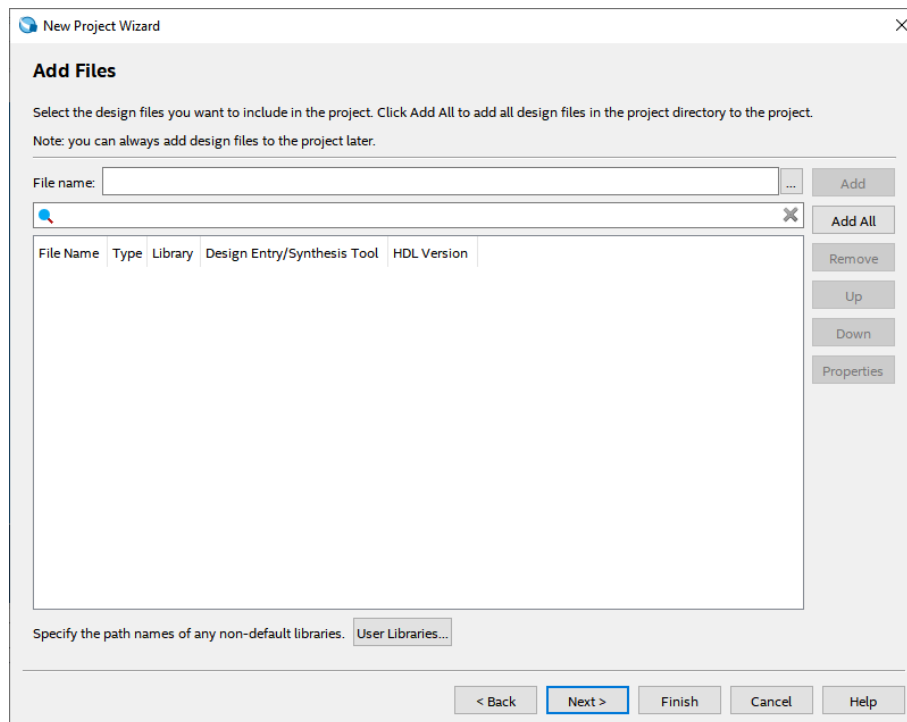 New Project Wizard
Add Files
Select the design files you want to include in the project. Click Add All to add all design files in the project directory to the project.
Note: you can always add design files to the project later.
File name: ... Add
Add All
File Name Type Library Design Entry/Synthesis Tool HDL Version
Remove
Up
Down
Properties
Specify the path names of any non-default libraries. User Libraries...
< Back Next > Finish Cancel Help